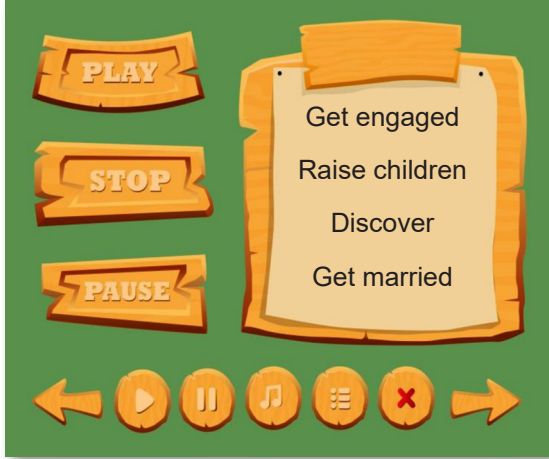 PLAY
STOP
PAUSE
Get engaged
Raise children
Discover
Get married